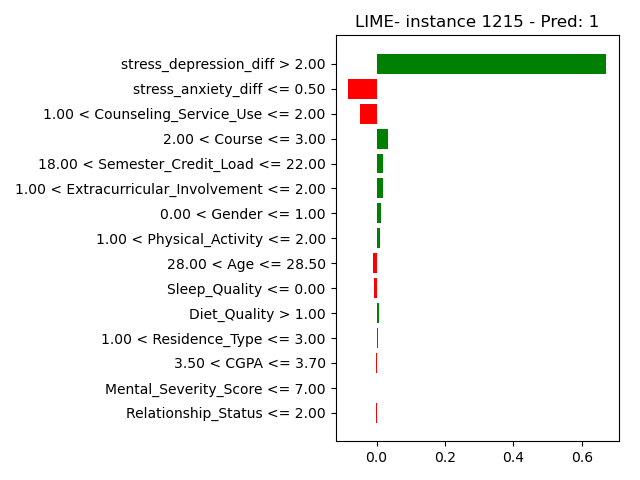 LIME- instance 1215 - Pred: 1
stress_depression_diff > 2.00
stress_anxiety_diff <= 0.50
1.00 < Counseling_Service_Use <= 2.00
2.00 < Course <= 3.00
18.00 < Semester_Credit_Load <= 22.00
1.00 < Extracurricular_Involvement <= 2.00
0.00 < Gender <= 1.00
1.00 < Physical_Activity <= 2.00
28.00 < Age <= 28.50
Sleep_Quality <= 0.00
Diet_Quality > 1.00
1.00 < Residence_Type <= 3.00
3.50 < CGPA <= 3.70
Mental_Severity_Score <= 7.00
Relationship_Status <= 2.00
0.0 0.2 0.4 0.6